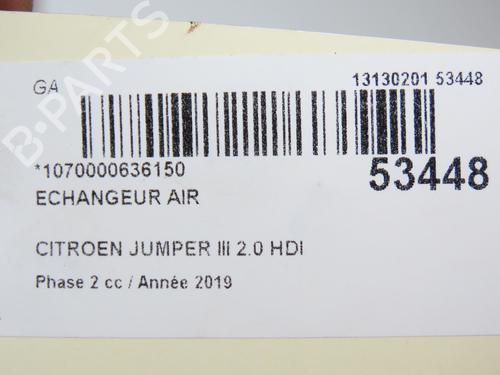 B-PARTS
GA
13130201 53448
*1070000636150
53448
ECHANGEUR AIR
CITROEN JUMPER III 2.0 HDI
Phase 2 cc / Année 2019